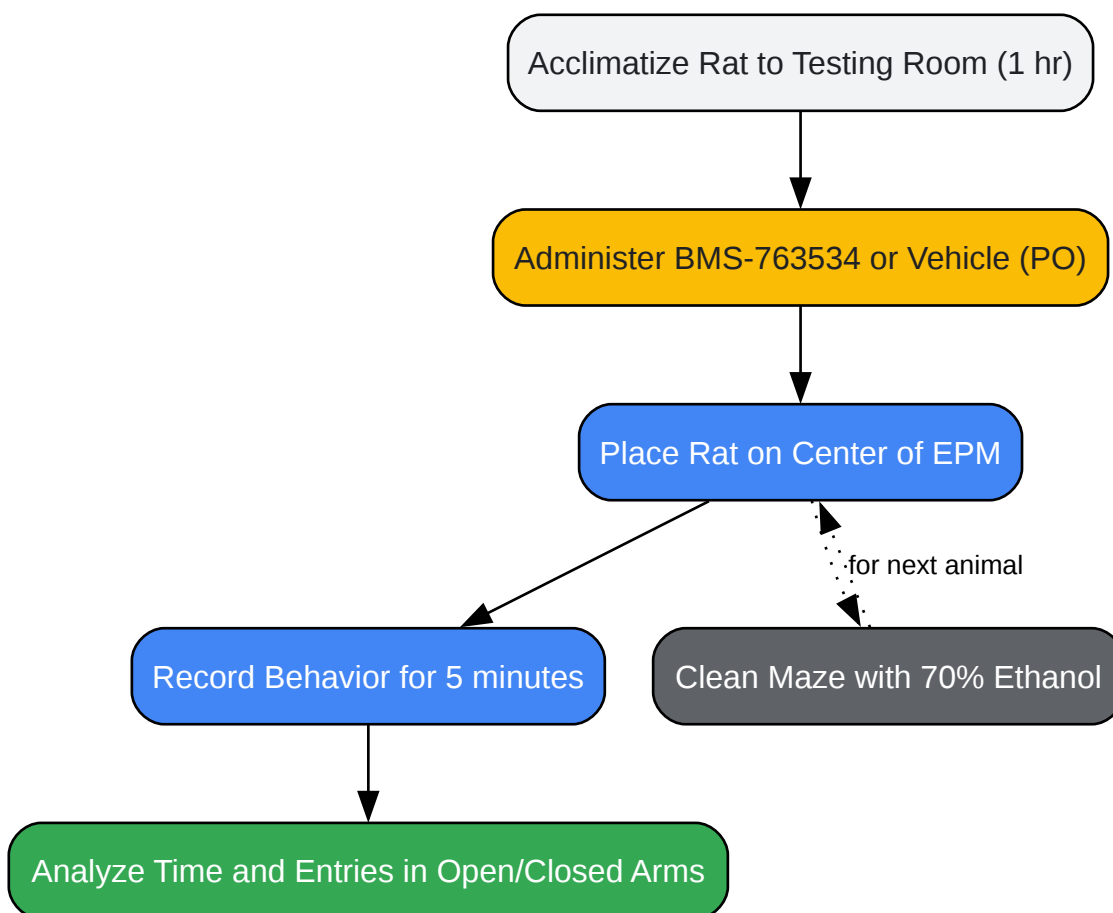 Acclimatize Rat to Testing Room (1 hr)
Administer BMS-763534 or Vehicle (PO)
Place Rat on Center of EPM
for next animal
Record Behavior for 5 minutes
Clean Maze with 70% Ethanol
Analyze Time and Entries in Open/Closed Arms